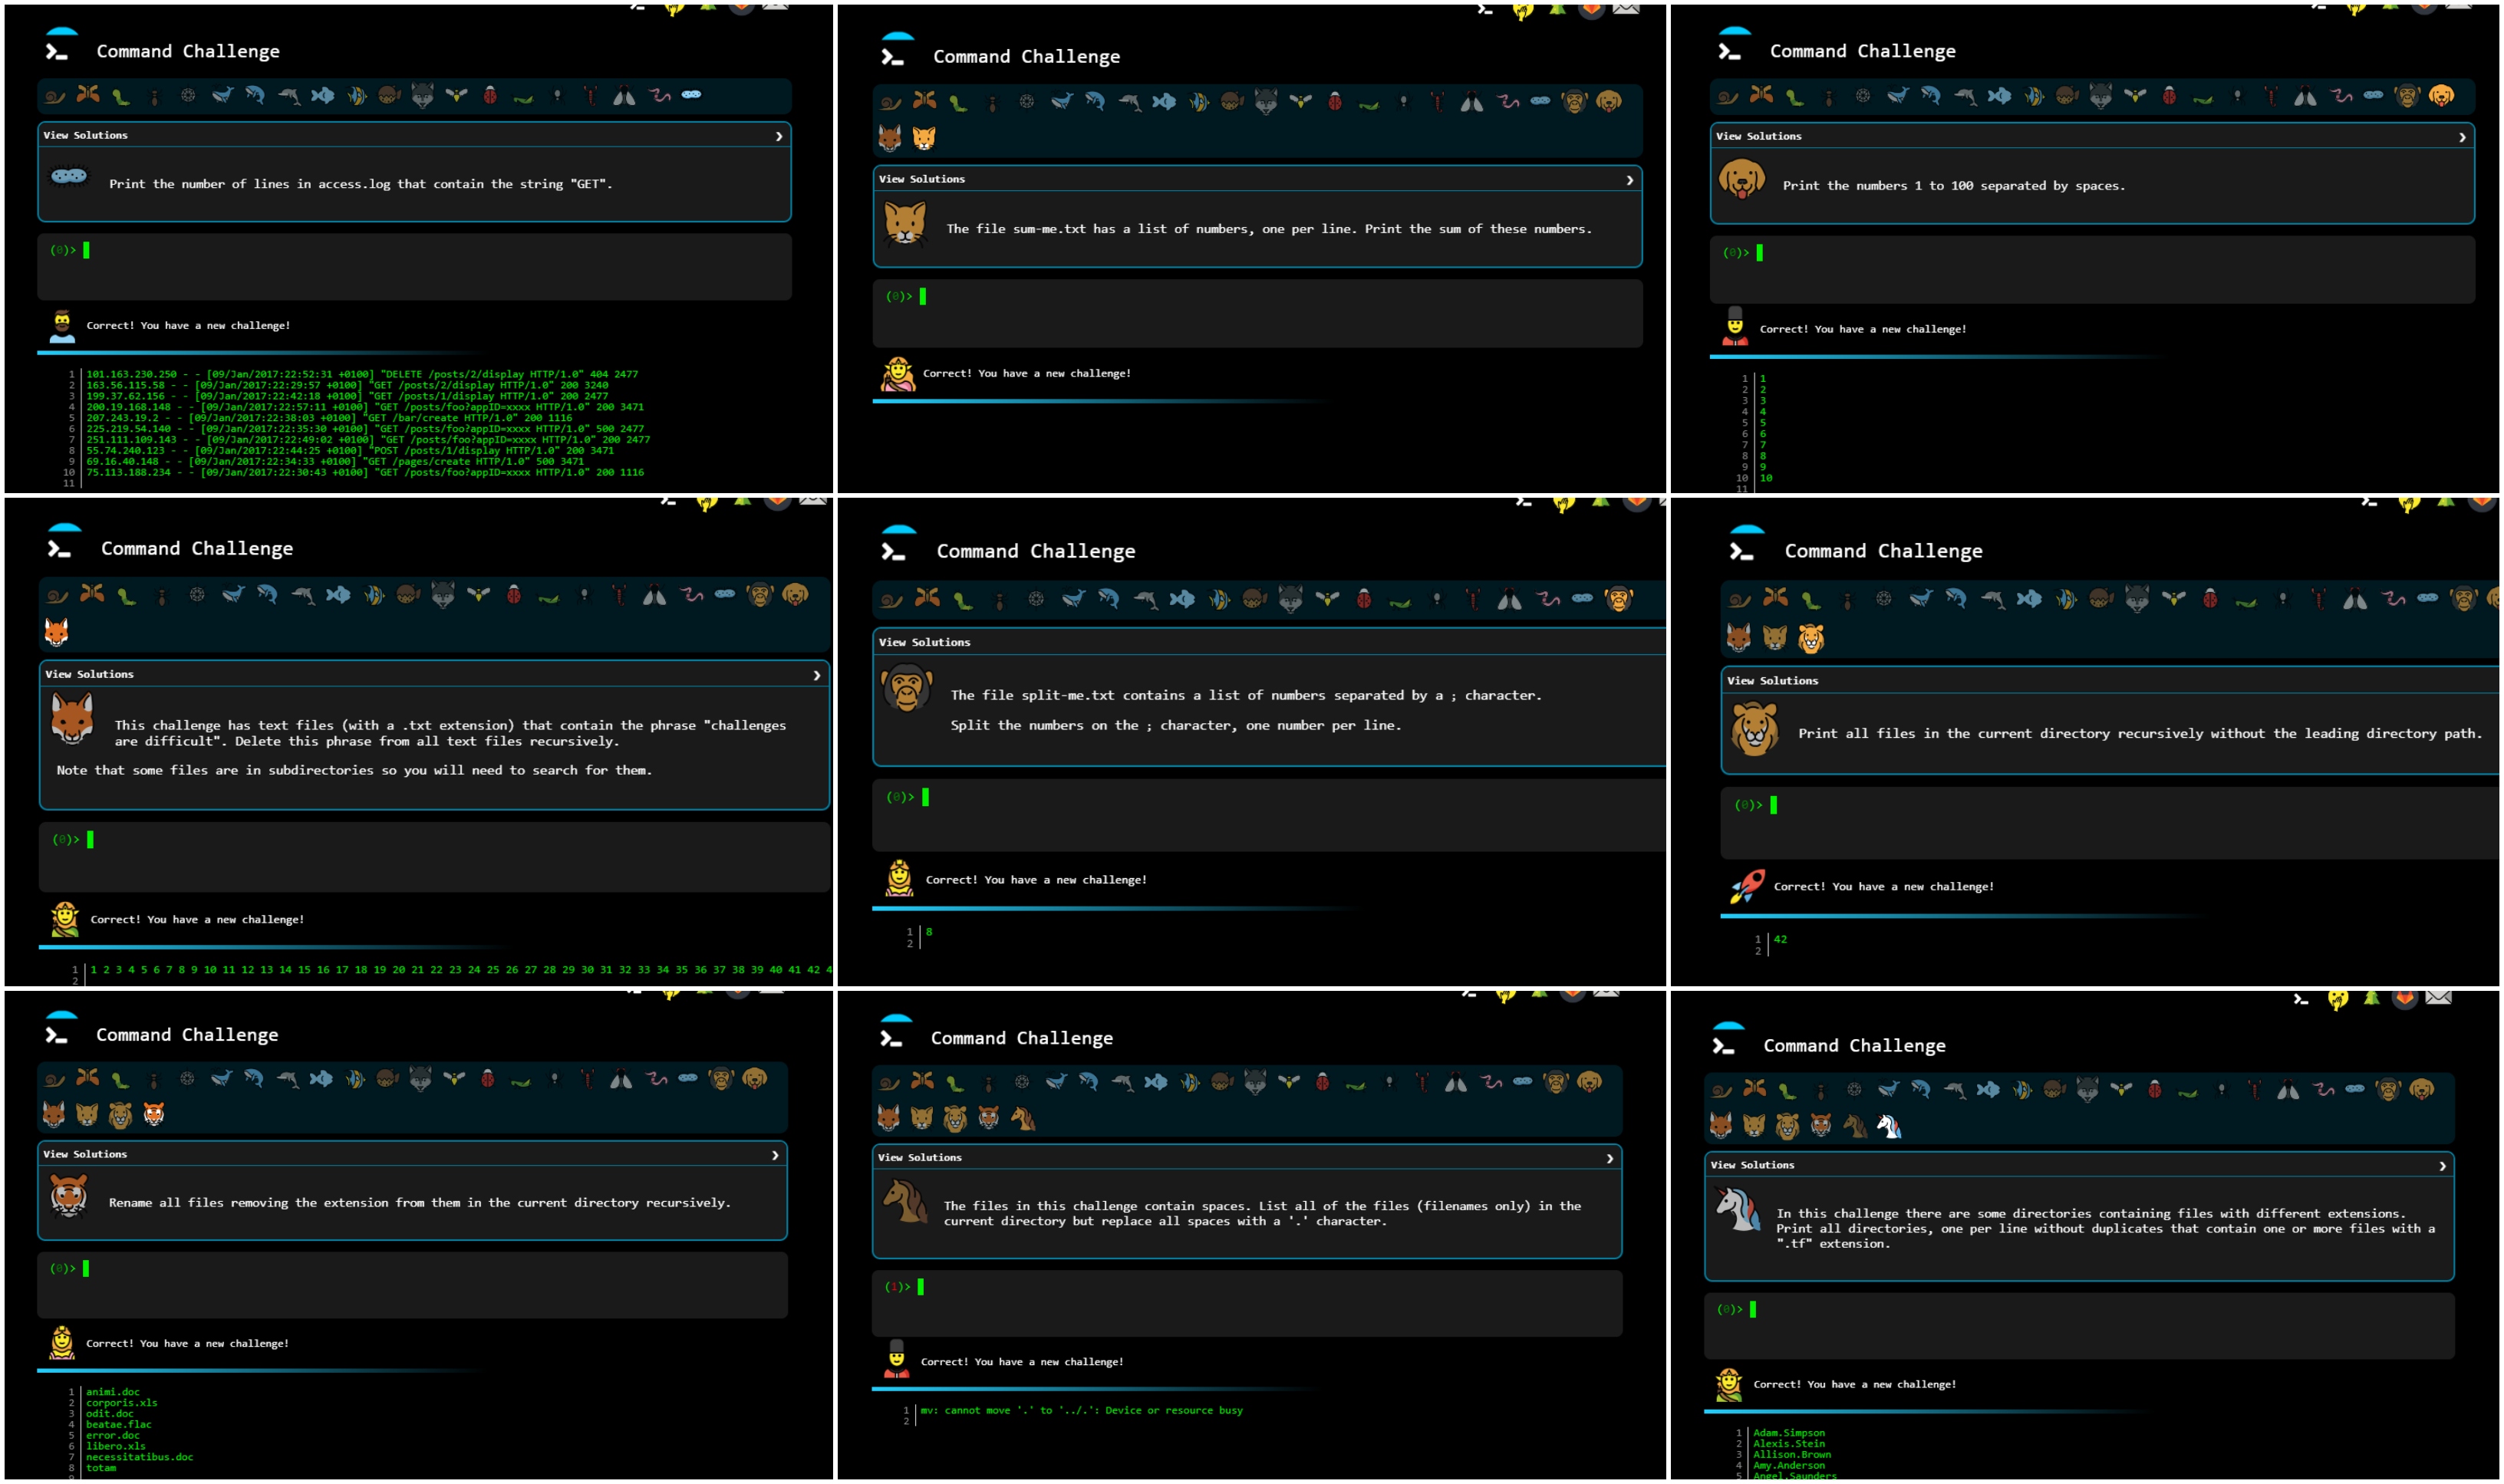 Command Challenge
View Solutions
Print the number of lines in access.log that contain the string "GET".
(0)>
Correct! You have a new challenge!
1 101.163.230.250 - - [09/Jan/2017:22:52:31 +0100] "DELETE /posts/2/display HTTP/1.0" 404 2477
2 163.56.115.58 - - [09/Jan/2017:22:29:57 +0100] "GET /posts/2/display HTTP/1.0" 200 3240
3 199.37.62.156 - - [09/Jan/2017:22:42:18 +0100] "GET /posts/1/display HTTP/1.0" 200 2477
4 200.19.168.148 - - [09/Jan/2017:22:57:11 +0100] "GET /posts/foo?appID=xxxx HTTP/1.0" 200 3471
5 207.243.19.2 - - [09/Jan/2017:22:38:03 +0100] "GET /bar/create HTTP/1.0" 200 1116
6 225.219.54.140 - - [09/Jan/2017:22:35:30 +0100] "GET /posts/foo?appID=xxxx HTTP/1.0" 500 2477
7 251.111.109.143 - - [09/Jan/2017:22:49:02 +0100] "GET /posts/foo?appID=xxxx HTTP/1.0" 200 2477
8 55.74.240.123 - - [09/Jan/2017:22:44:25 +0100] "POST /posts/1/display HTTP/1.0" 200 3471
9 69.16.40.148 - - [09/Jan/2017:22:34:33 +0100] "GET /pages/create HTTP/1.0" 500 3471
10 75.113.188.234 - - [09/Jan/2017:22:30:43 +0100] "GET /posts/foo?appID=xxxx HTTP/1.0" 200 1116
11
Command Challenge
View Solutions
The file sum-me.txt has a list of numbers, one per line. Print the sum of these numbers.
(0)>
Correct! You have a new challenge!
Command Challenge
View Solutions
Print the numbers 1 to 100 separated by spaces.
(0)>
Correct! You have a new challenge!
1 1
2 2
3 3
4 4
5 5
6 6
7 7
8 8
9 9
10 10
11
Command Challenge
View Solutions
This challenge has text files (with a .txt extension) that contain the phrase "challenges
are difficult". Delete this phrase from all text files recursively.
Note that some files are in subdirectories so you will need to search for them.
(0)>
Correct! You have a new challenge!
1 1 2 3 4 5 6 7 8 9 10 11 12 13 14 15 16 17 18 19 20 21 22 23 24 25 26 27 28 29 30 31 32 33 34 35 36 37 38 39 40 41 42 4
2
Command Challenge
View Solutions
The file split-me.txt contains a list of numbers separated by a ; character.
Split the numbers on the ; character, one number per line.
(0)>
Correct! You have a new challenge!
1 8
2
Command Challenge
View Solutions
Print all files in the current directory recursively without the leading directory path.
(0)>
Correct! You have a new challenge!
1 42
2
Command Challenge
View Solutions
Rename all files removing the extension from them in the current directory recursively.
(0)>
Correct! You have a new challenge!
1 animi.doc
2 corporis.xls
3 odit.doc
4 beatae.flac
5 error.doc
6 libero.xls
7 necessitatibus.doc
8 totam
9
Command Challenge
View Solutions
The files in this challenge contain spaces. List all of the files (filenames only) in the
current directory but replace all spaces with a '.' character.
(1)>
Correct! You have a new challenge!
1 mv: cannot move '.' to '../.': Device or resource busy
2
Command Challenge
View Solutions
In this challenge there are some directories containing files with different extensions.
Print all directories, one per line without duplicates that contain one or more files with a
".tf" extension.
(0)>
Correct! You have a new challenge!
1 Adam.Simpson
2 Alexis.Stein
3 Allison.Brown
4 Amy.Anderson
5 Angel.Saunders